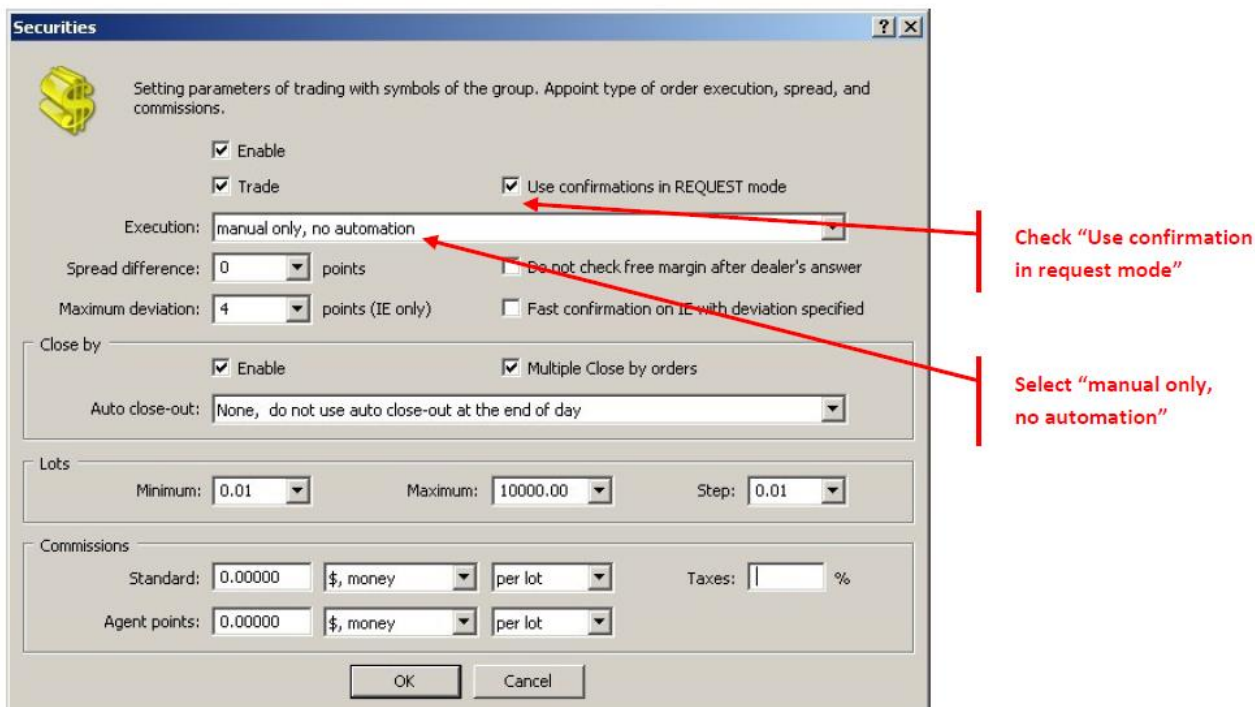 Securities
Setting parameters of trading with symbols of the group. Appoint type of order execution, spread, and
commissions.
Enable
Trade
Use confirmations in REQUEST mode
Execution: manual only, no automation
Spread difference: 0 points
Do not check free margin after dealer's answer
Maximum deviation: 4 points (IE only)
Fast confirmation on IE with deviation specified
Close by
Enable
Multiple Close by orders
Auto close-out: None, do not use auto close-out at the end of day
Lots
Minimum: 0.01 Maximum: 10000.00 Step: 0.01
Commissions
Standard: 0.00000 $, money per lot Taxes: %
Agent points: 0.00000 $, money per lot
OK Cancel
Check “Use confirmation
in request mode”
Select “manual only,
no automation”